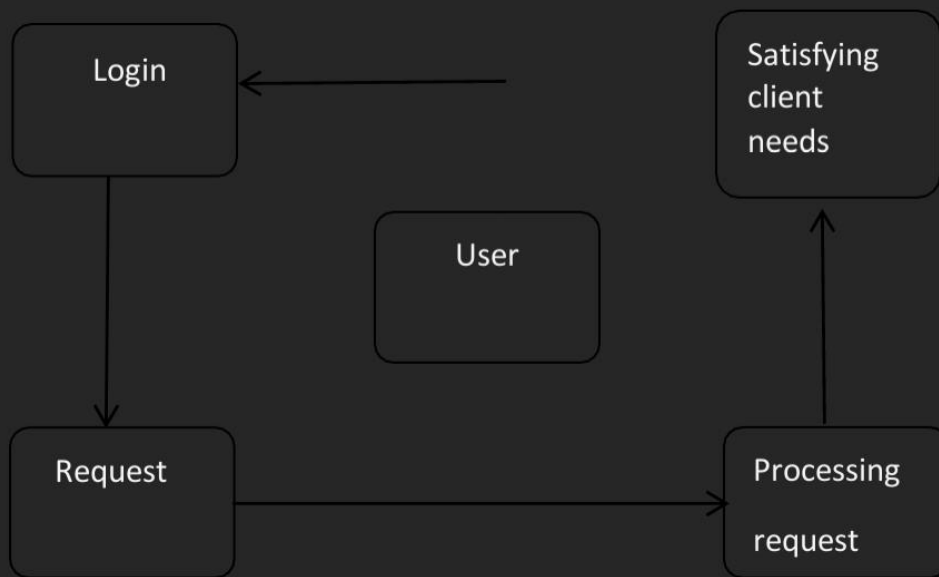 Login
Satisfying
client
needs
User
Request
Processing
request